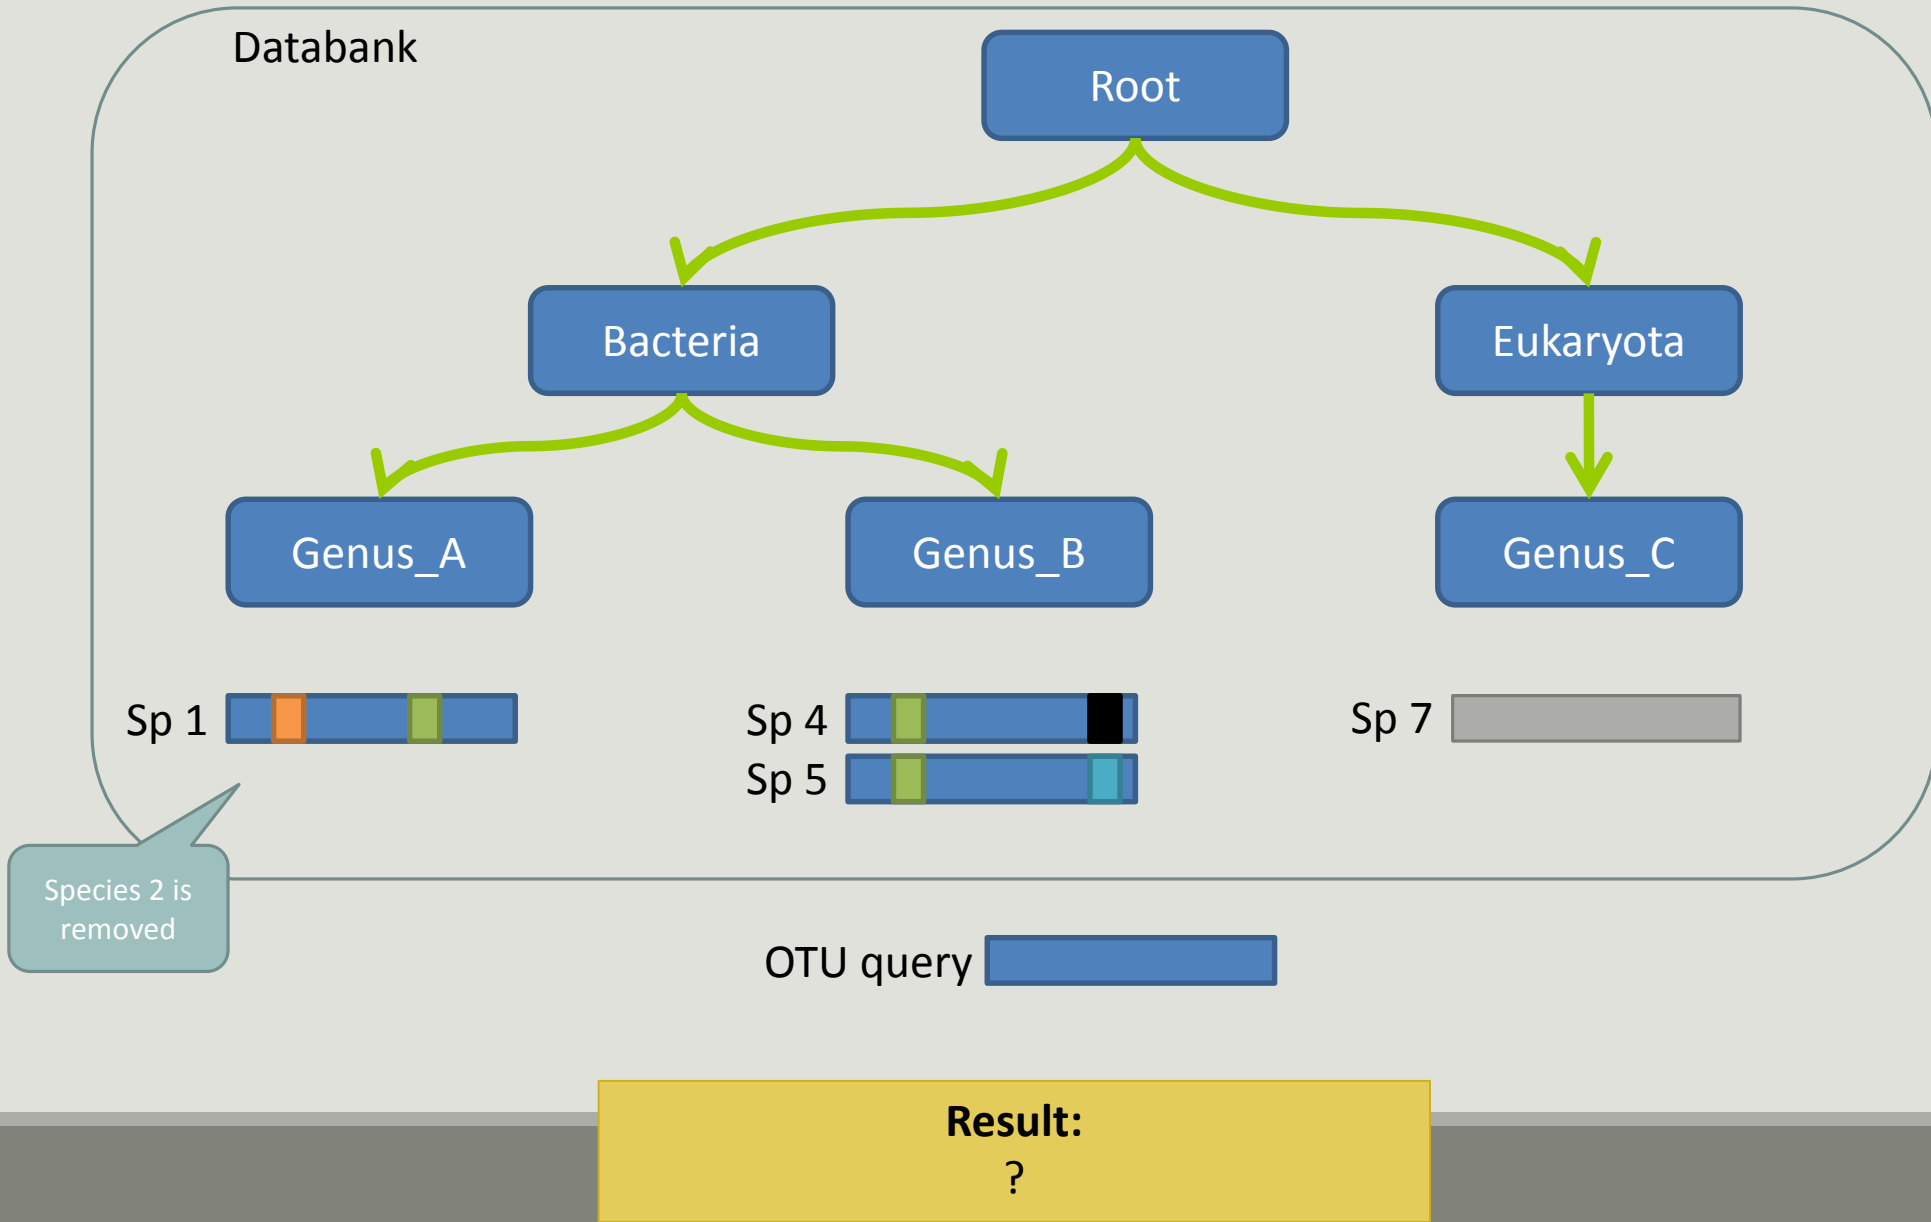 Databank
Root
Bacteria
Eukaryota
Genus_A
Genus_B
Genus_C
Sp 1
Sp 4
Sp 7
Sp 5
Species 2 is
removed
OTU query
Result:
?